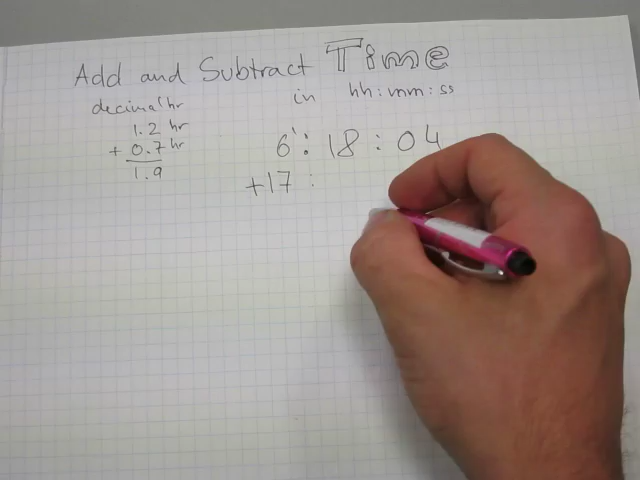 Add and Subtract Time
in hh:mm:ss
decimal hr
1.2 hr
+ 0.7 hr
1.9
6 : 18 : 04
+17 :